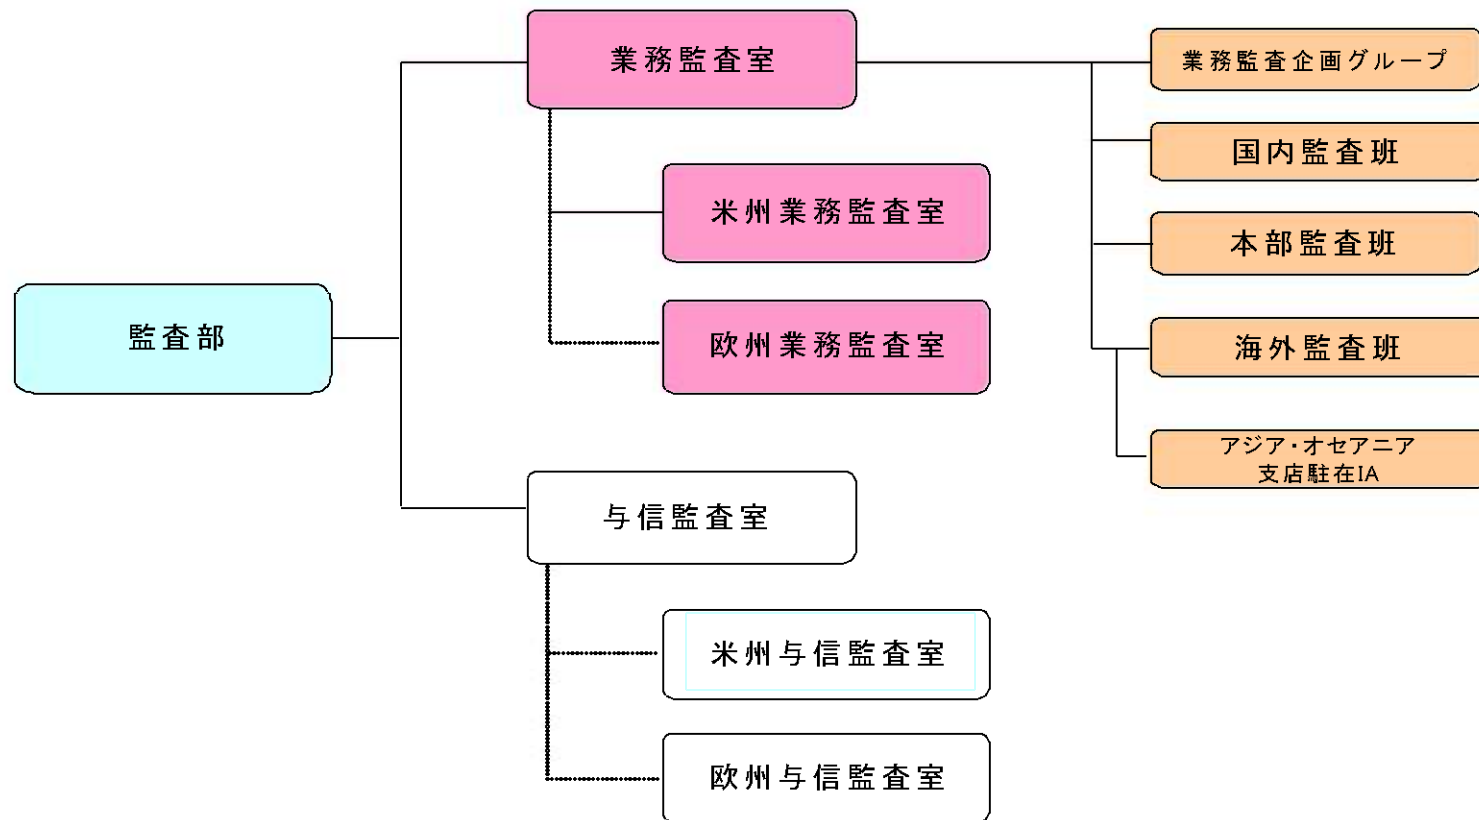 業務監査室
業務監査企画グループ
国内監査班
米州業務監査室
本部監査班
監査部
欧州業務監査室
海外監査班
アジア・オセアニア
支店駐在IA
与信監査室
米州与信監査室
欧州与信監査室